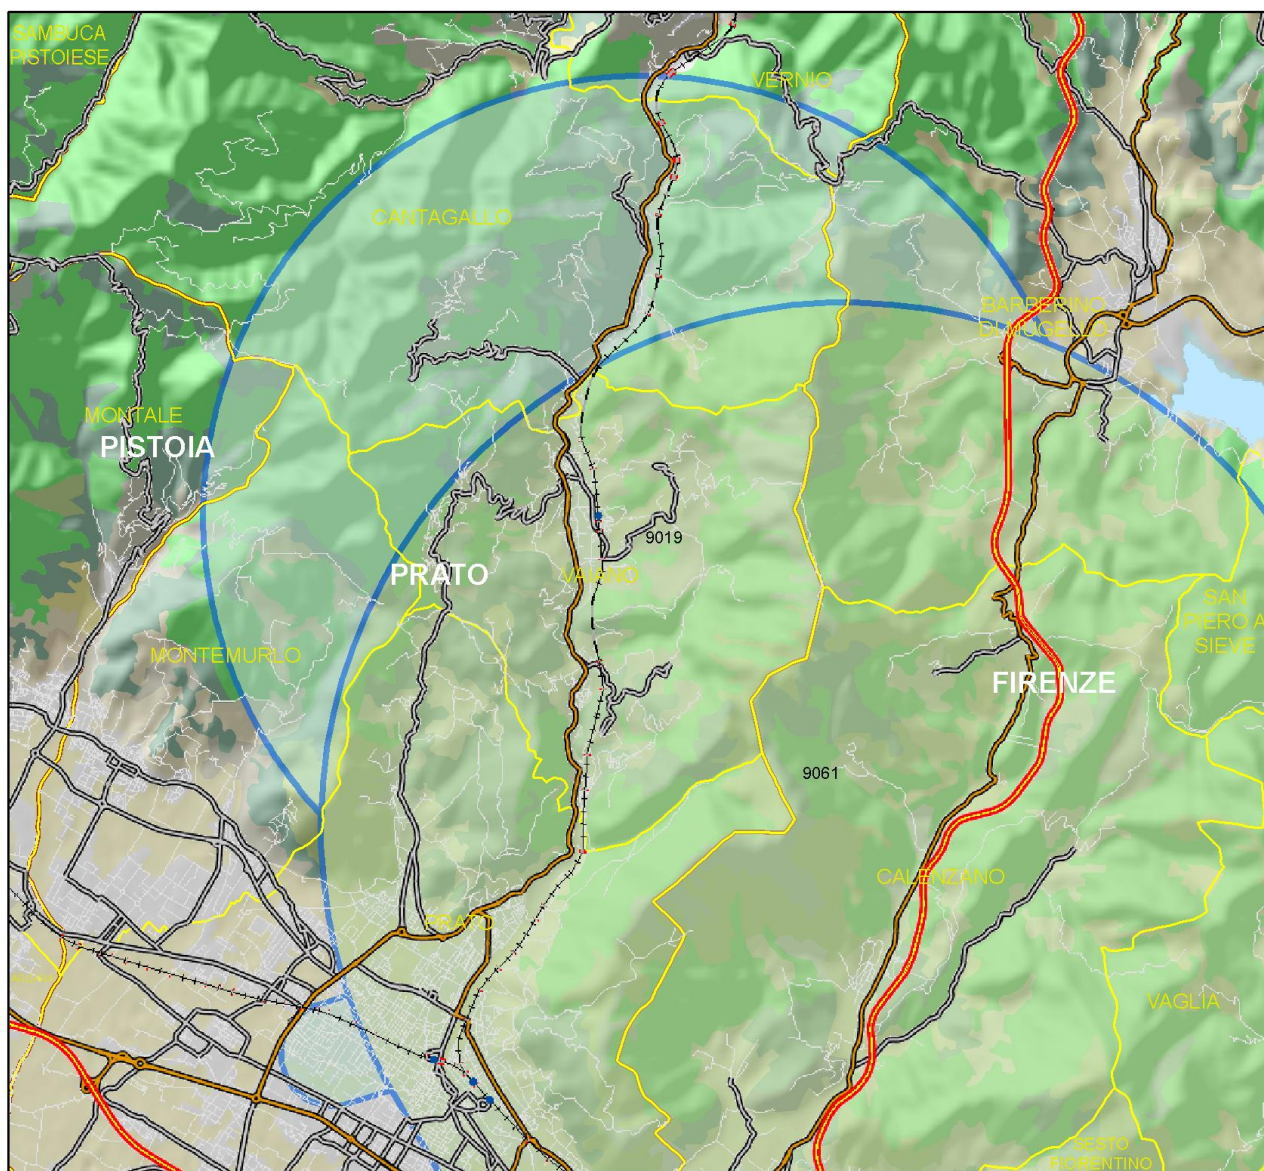 SAMBUCA
PISTOIESE
VERNIO
CANTAGALLO
BARBERINO
DI MUGELLO
MONTALE
PISTOIA
9019
PRATO
VAIANO
SAN
PIERO A
SIEVE
MONTEMURLO
FIRENZE
9061
CALENZANO
PRATO
VAGLIA
SESTO
FIORENTINO